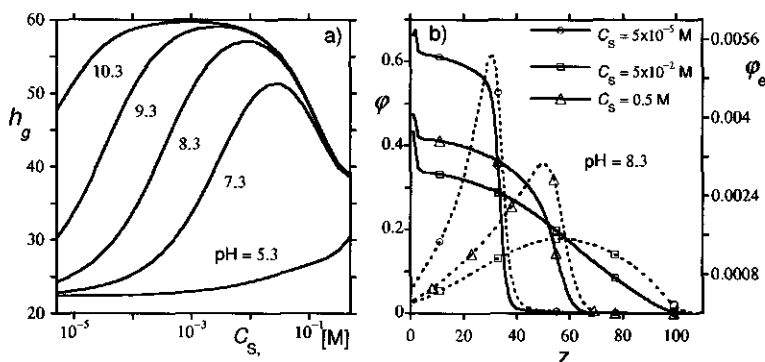 a)
60
50
40
30
20
h_g
10.3
9.3
8.3
7.3
pH = 5.3
10⁻⁵
10⁻³
10⁻¹
C_S, [M]
b)
φ
0.6
0.4
0.2
0
C_S = 5x10⁻⁵ M
C_S = 5x10⁻² M
C_S = 0.5 M
pH = 8.3
0.0056
φ_e
0.004
0.0024
0.0008
0 20 40 60 80 100
z